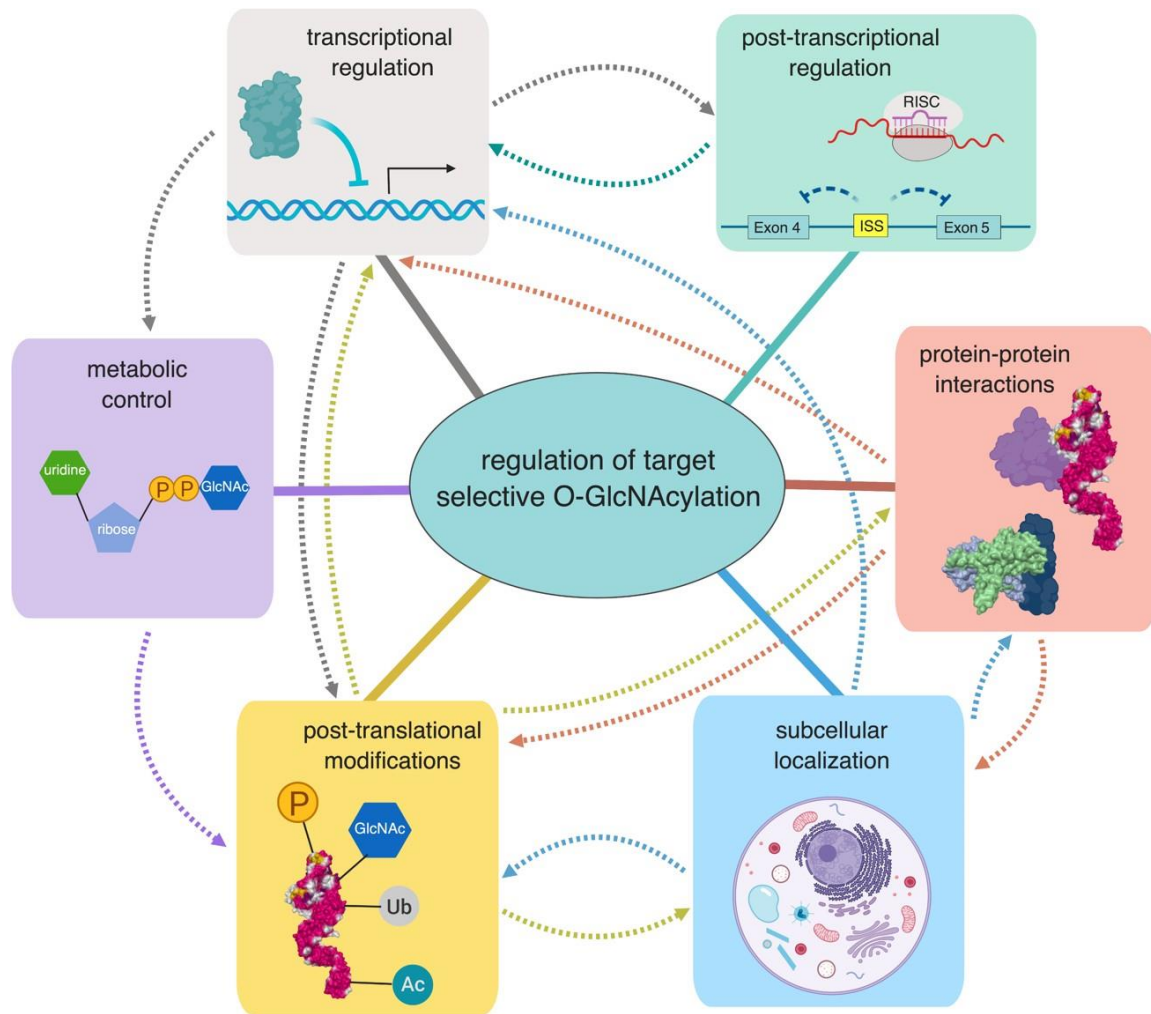 transcriptional
regulation
post-transcriptional
regulation
RISC
Exon 4
ISS
Exon 5
metabolic
control
uridine
ribose
P
P
GlcNAc
regulation of target
selective O-GlcNAcylation
protein-protein
interactions
post-translational
modifications
P
GlcNAc
Ub
Ac
subcellular
localization